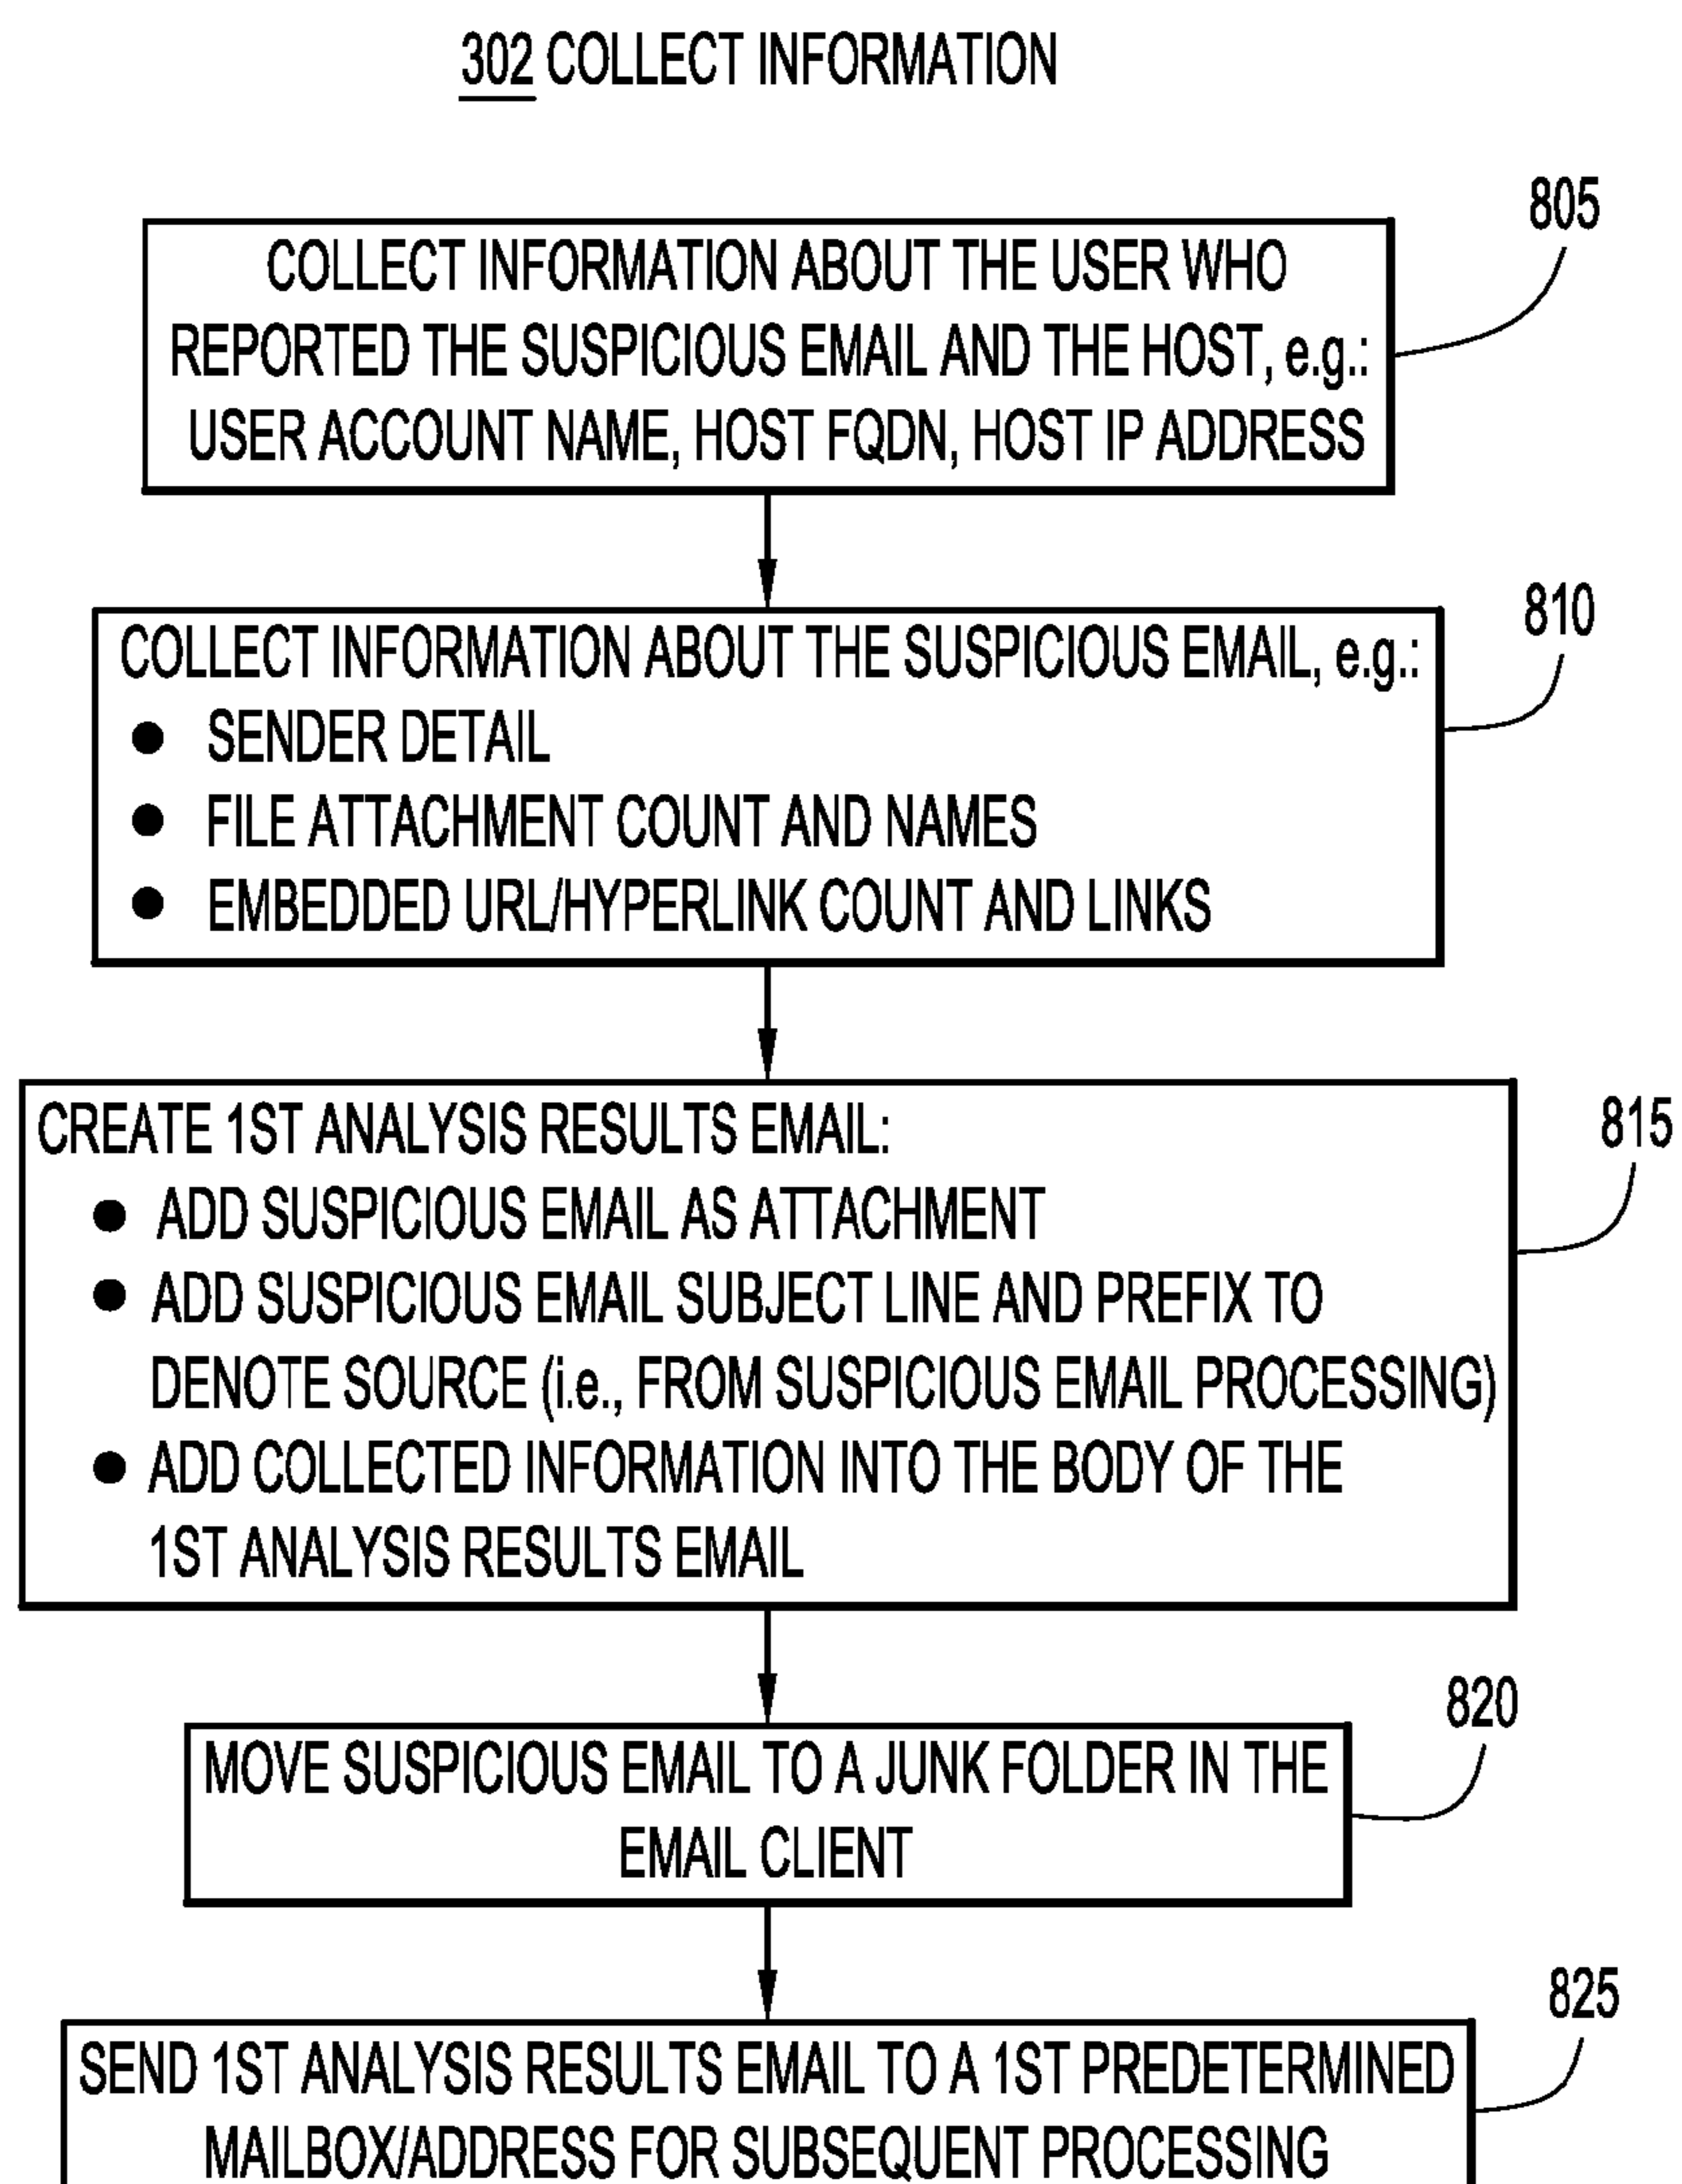 302 COLLECT INFORMATION
805
COLLECT INFORMATION ABOUT THE USER WHO
REPORTED THE SUSPICIOUS EMAIL AND THE HOST, e.g.:
USER ACCOUNT NAME, HOST FQDN, HOST IP ADDRESS
810
COLLECT INFORMATION ABOUT THE SUSPICIOUS EMAIL, e.g.:
● SENDER DETAIL
● FILE ATTACHMENT COUNT AND NAMES
● EMBEDDED URL/HYPERLINK COUNT AND LINKS
815
CREATE 1ST ANALYSIS RESULTS EMAIL:
● ADD SUSPICIOUS EMAIL AS ATTACHMENT
● ADD SUSPICIOUS EMAIL SUBJECT LINE AND PREFIX TO
DENOTE SOURCE (i.e., FROM SUSPICIOUS EMAIL PROCESSING)
● ADD COLLECTED INFORMATION INTO THE BODY OF THE
1ST ANALYSIS RESULTS EMAIL
820
MOVE SUSPICIOUS EMAIL TO A JUNK FOLDER IN THE
EMAIL CLIENT
825
SEND 1ST ANALYSIS RESULTS EMAIL TO A 1ST PREDETERMINED
MAILBOX/ADDRESS FOR SUBSEQUENT PROCESSING